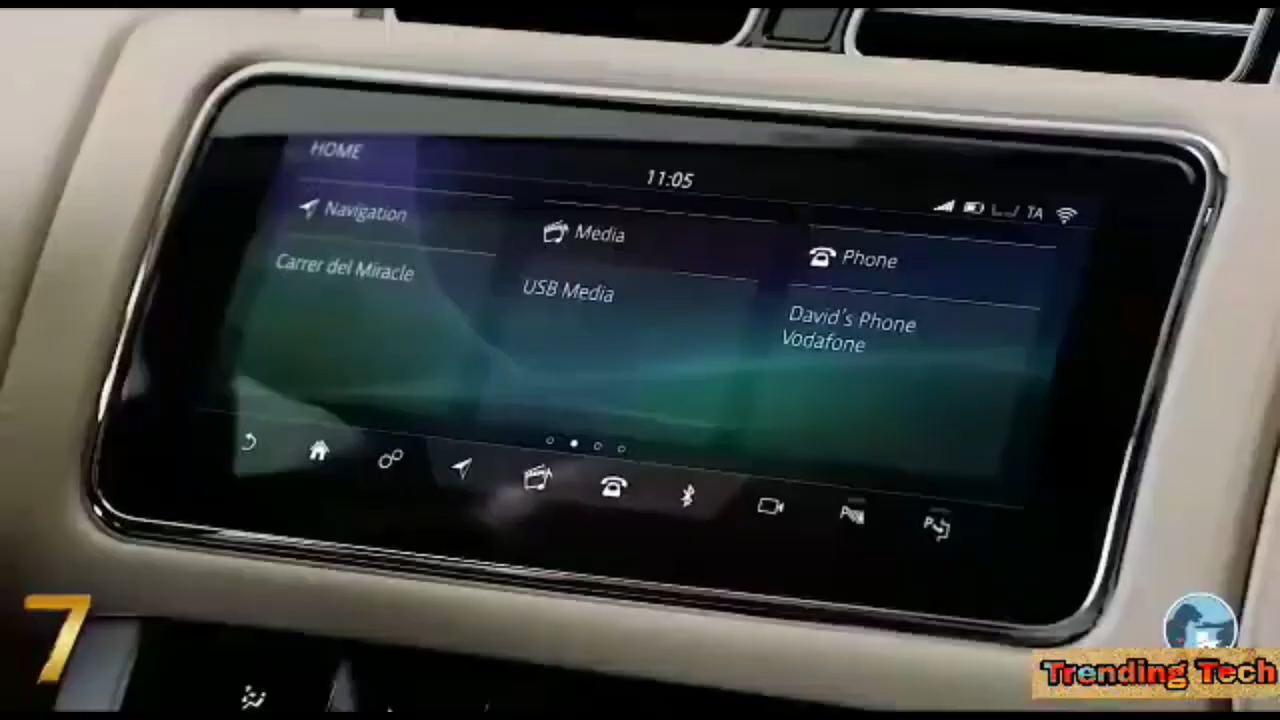 HOME
11:05
TA
Navigation
Media
Phone
Carrer del Miracle
USB Media
David's Phone
Vodafone
7
Trending Tech